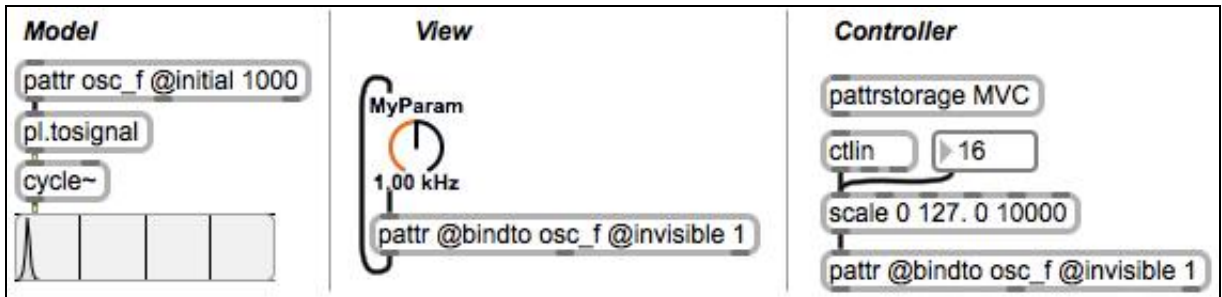 Model
pattr osc_f @initial 1000
pl.tosignal
cycle~
View
MyParam
1.00 kHz
pattr @bindto osc_f @invisible 1
Controller
pattrstorage MVC
ctlin
16
scale 0 127. 0 10000
pattr @bindto osc_f @invisible 1